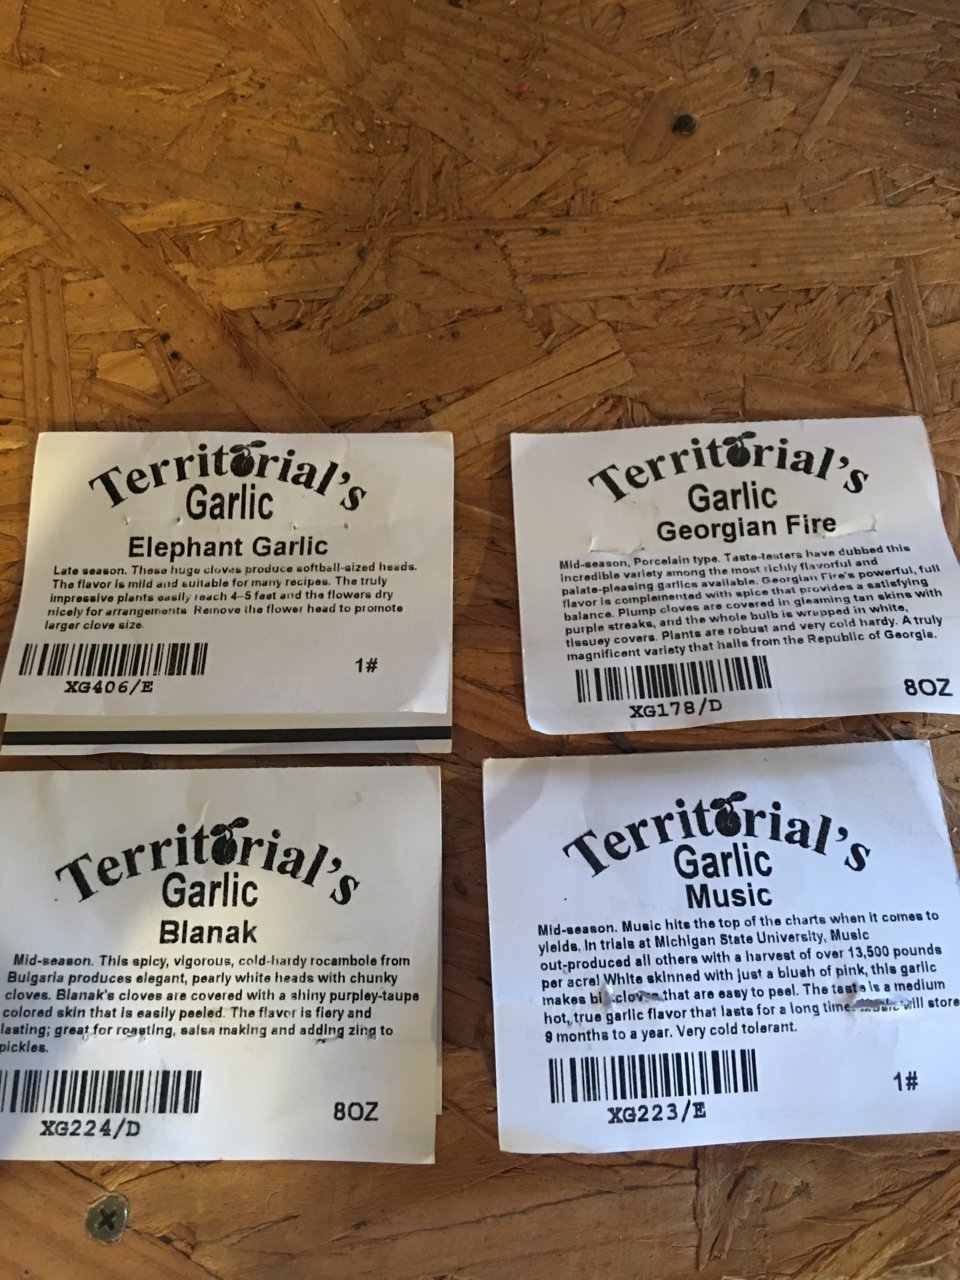 Territorial's
Garlic
Elephant Garlic
Late season. These huge cloves produce softball-sized heads.
The flavor is mild and suitable for many recipes. The truly
impressive plants easily reach 4-5 feet and the flowers dry
nicely for arrangements. Remove the flower head to promote
larger clove size.
XG406/E
1#
Territorial's
Garlic
Georgian Fire
Mid-season, Porcelain type. Taste-testers have dubbed this
incredible variety among the most richly flavorful and
palate-pleasing garlics available. Georgian Fire's powerful, full
flavor is complemented with spice that provides a satisfying
balance. Plump cloves are covered in gleaming tan skins with
purple streaks, and the whole bulb is wrapped in white,
tissuey covers. Plants are robust and very cold hardy. A truly
magnificent variety that hails from the Republic of Georgia.
XG178/D
8OZ
Territorial's
Garlic
Blanak
Mid-season. This spicy, vigorous, cold-hardy rocambole from
Bulgaria produces elegant, pearly white heads with chunky
cloves. Blanak's cloves are covered with a shiny purpley-taupe
colored skin that is easily peeled. The flavor is fiery and
lasting; great for roasting, salsa making and adding zing to
pickles.
XG224/D
8OZ
Territorial's
Garlic
Music
Mid-season. Music hits the top of the charts when it comes to
yields. In trials at Michigan State University, Music
out-produced all others with a harvest of over 13,500 pounds
per acre! White skinned with just a blush of pink, this garlic
makes cloves that are easy to peel. The taste is a medium
hot, true garlic flavor that lasts for a long time. Music will store
9 months to a year. Very cold tolerant.
XG223/E
1#